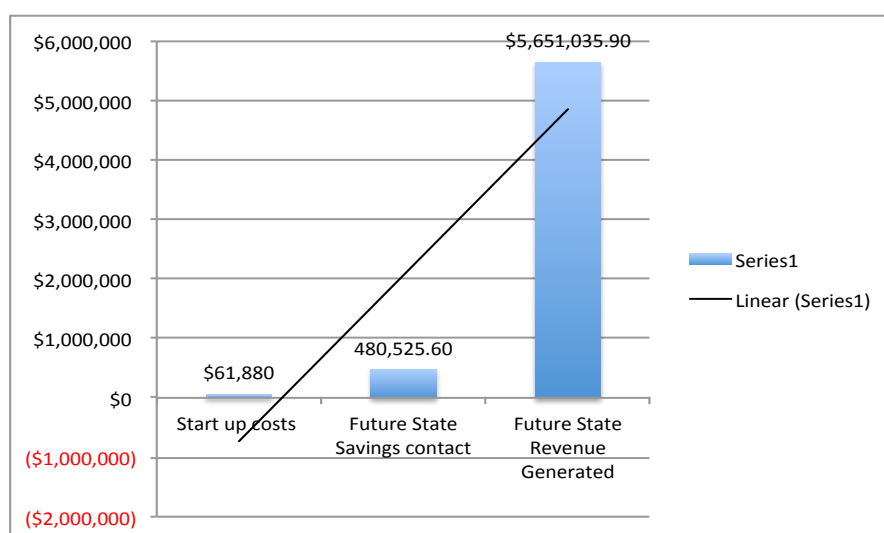 $6,000,000
$5,000,000
$4,000,000
$3,000,000
$2,000,000
$1,000,000
$0
($1,000,000)
($2,000,000)
$61,880
480,525.60
$5,651,035.90
Start up costs
Future State
Savings contact
Future State
Revenue
Generated
Series1
Linear (Series1)